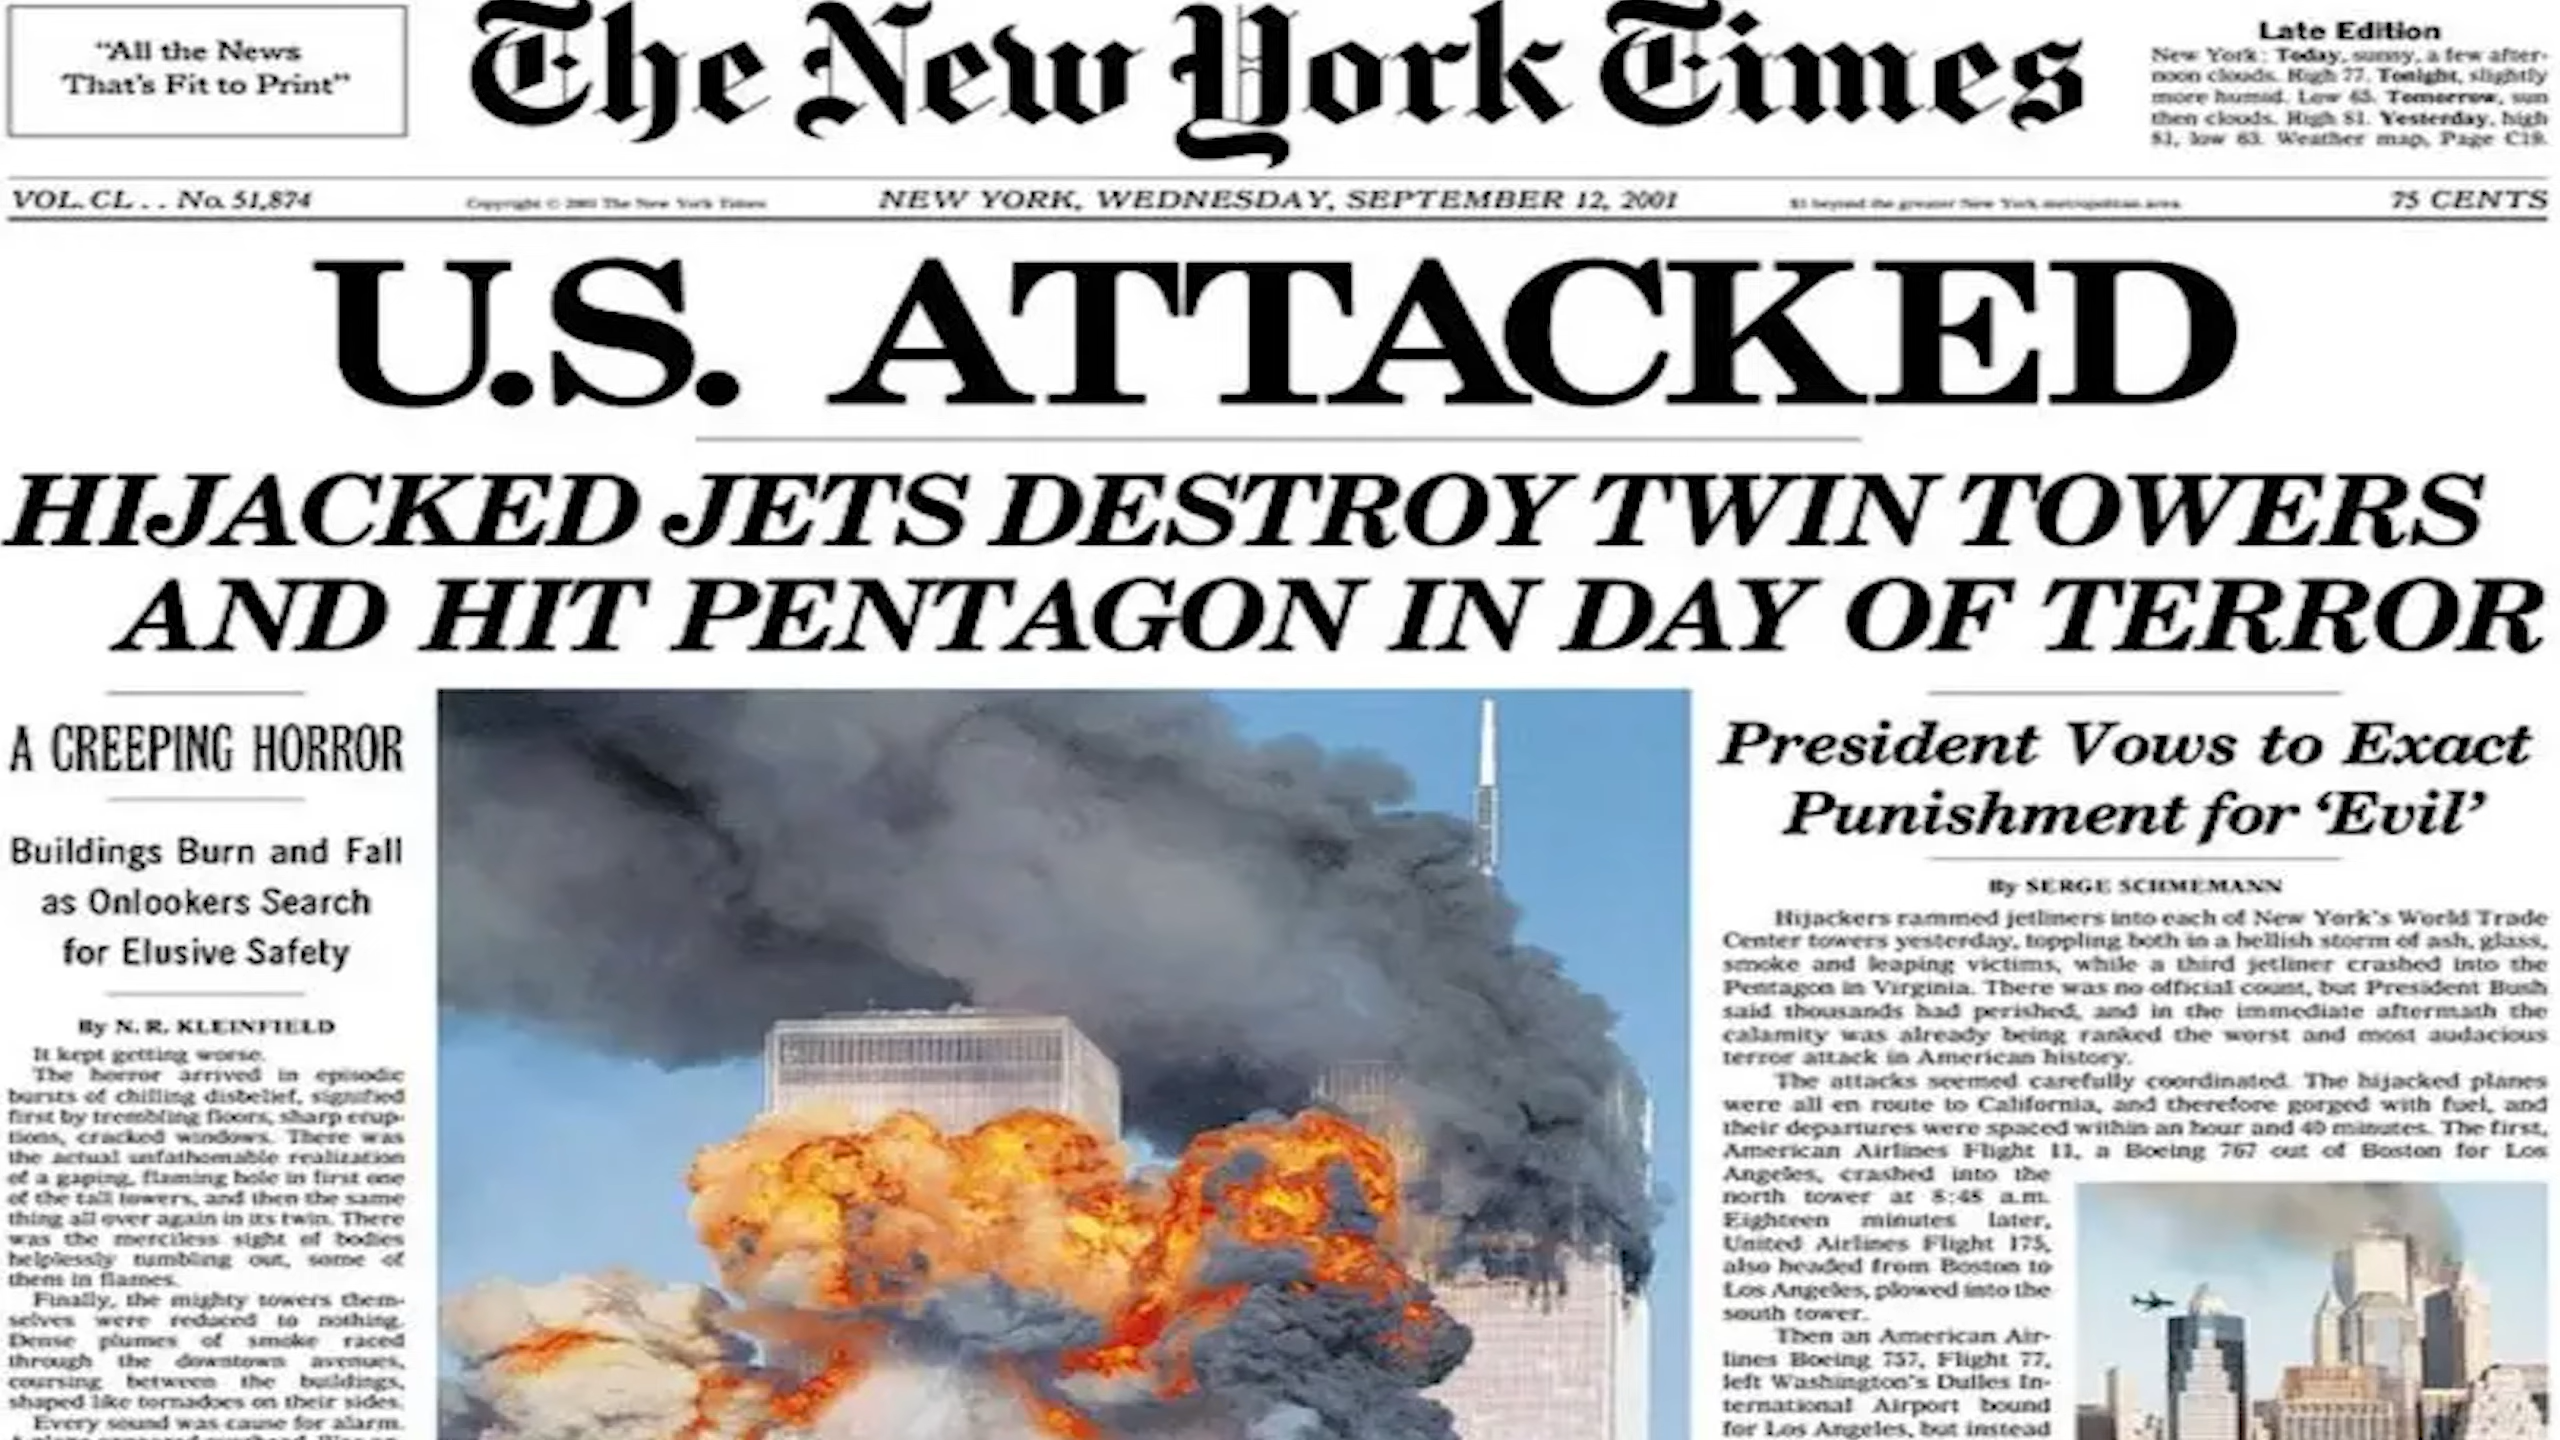 "All the News
That's Fit to Print"
The New York Times
Late Edition
New York: Today, sunny, a few after-
noon clouds. High 77. Tonight, slightly
more humid. Low 65. Tomorrow, sun
then clouds. High 81. Yesterday, high
81, low 63. Weather map, Page C19.
VOL. CL . . No. 51,874
Copyright © 2001 The New York Times
NEW YORK, WEDNESDAY, SEPTEMBER 12, 2001
$1 beyond the greater New York metropolitan area.
75 CENTS
U.S. ATTACKED
HIJACKED JETS DESTROY TWIN TOWERS
AND HIT PENTAGON IN DAY OF TERROR
A CREEPING HORROR
Buildings Burn and Fall
as Onlookers Search
for Elusive Safety
By N. R. KLEINFIELD
It kept getting worse.
The horror arrived in episodic
bursts of chilling disbelief, signified
first by trembling floors, sharp erup-
tions, cracked windows. There was
the actual unfathomable realization
of a gaping, flaming hole in first one
of the tall towers, and then the same
thing all over again in its twin. There
was the merciless sight of bodies
helplessly tumbling out, some of
them in flames.
Finally, the mighty towers them-
selves were reduced to nothing.
Dense plumes of smoke raced
through the downtown avenues,
coursing between the buildings,
shaped like tornadoes on their sides.
Every sound was cause for alarm.
President Vows to Exact
Punishment for 'Evil'
By SERGE SCHMEMANN
Hijackers rammed jetliners into each of New York's World Trade
Center towers yesterday, toppling both in a hellish storm of ash, glass,
smoke and leaping victims, while a third jetliner crashed into the
Pentagon in Virginia. There was no official count, but President Bush
said thousands had perished, and in the immediate aftermath the
calamity was already being ranked the worst and most audacious
terror attack in American history.
The attacks seemed carefully coordinated. The hijacked planes
were all en route to California, and therefore gorged with fuel, and
their departures were spaced within an hour and 40 minutes. The first,
American Airlines Flight 11, a Boeing 767 out of Boston for Los
Angeles, crashed into the
north tower at 8:48 a.m.
Eighteen minutes later,
United Airlines Flight 175,
also headed from Boston to
Los Angeles, plowed into the
south tower.
Then an American Air-
lines Boeing 757, Flight 77,
left Washington's Dulles In-
ternational Airport bound
for Los Angeles, but instead